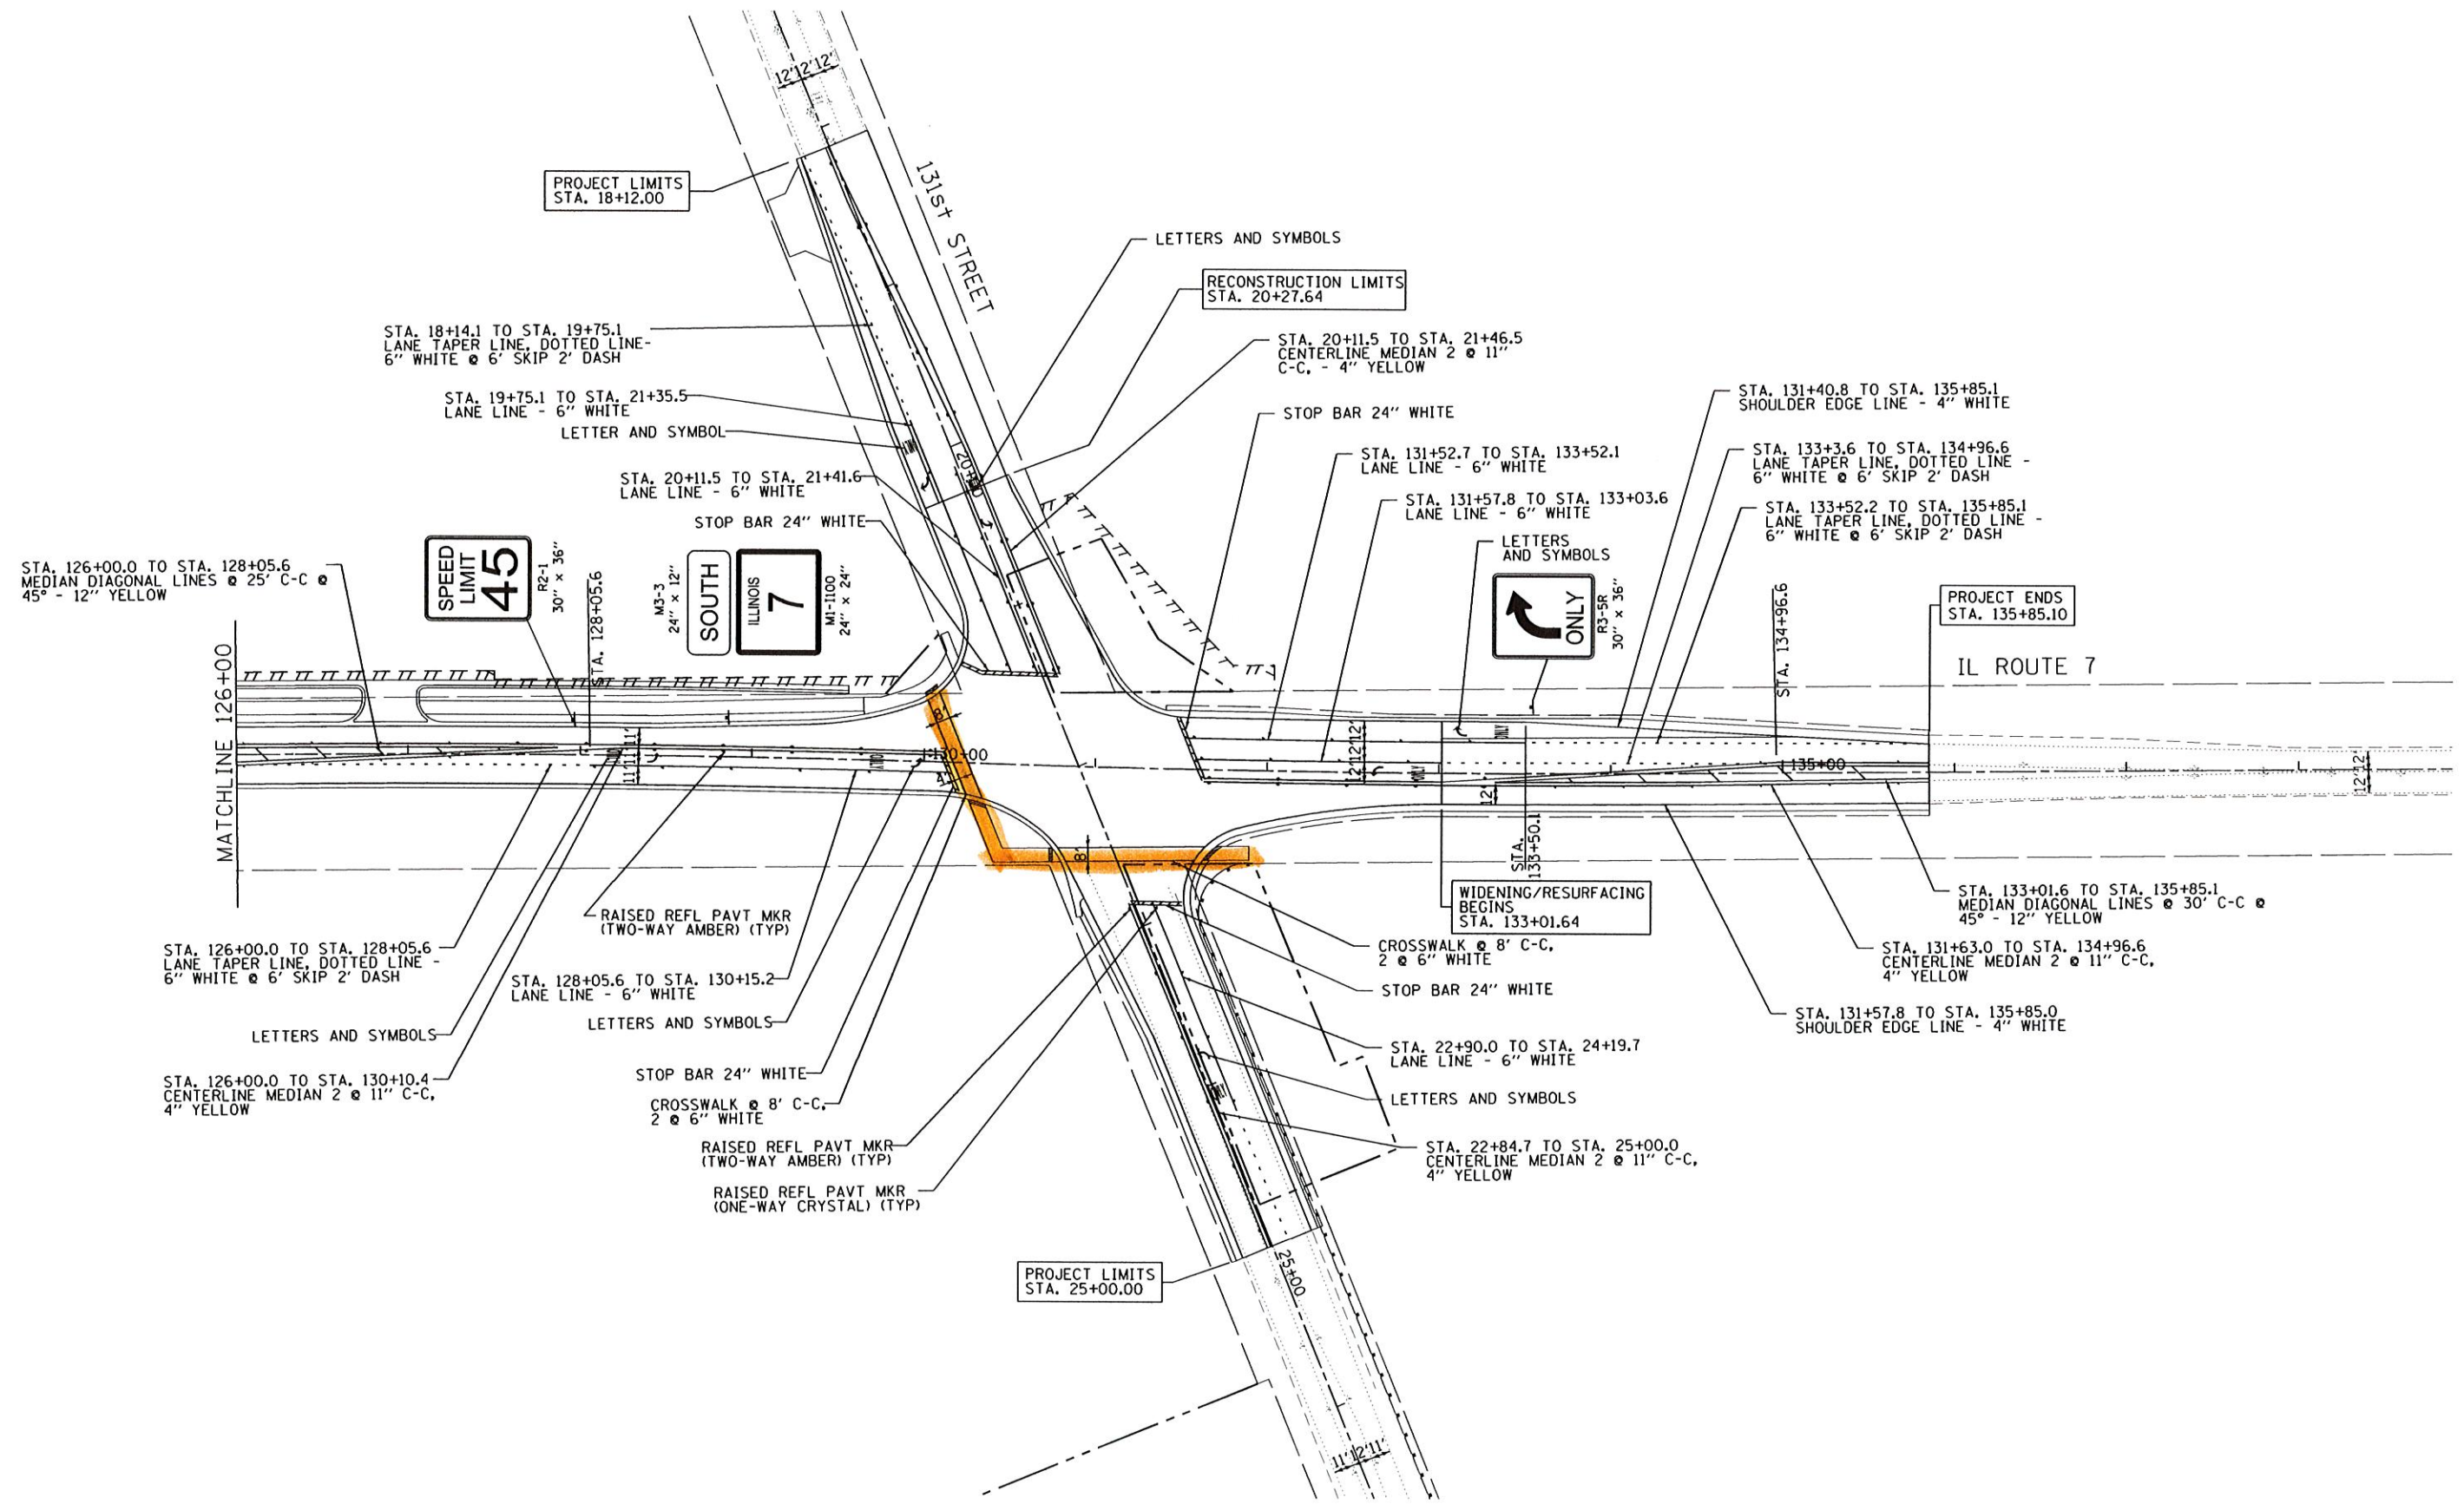 12' 12' 12'
131st STREET
PROJECT LIMITS
STA. 18+12.00
LETTERS AND SYMBOLS
RECONSTRUCTION LIMITS
STA. 20+27.64
STA. 18+14.1 TO STA. 19+75.1
LANE TAPER LINE, DOTTED LINE-
6" WHITE @ 6' SKIP 2' DASH
STA. 20+11.5 TO STA. 21+46.5
CENTERLINE MEDIAN 2 @ 11"
C-C, - 4" YELLOW
STA. 19+75.1 TO STA. 21+35.5
LANE LINE - 6" WHITE
LETTER AND SYMBOL
STOP BAR 24" WHITE
STA. 131+40.8 TO STA. 135+85.1
SHOULDER EDGE LINE - 4" WHITE
STA. 20+11.5 TO STA. 21+41.6
LANE LINE - 6" WHITE
STA. 131+52.7 TO STA. 133+52.1
LANE LINE - 6" WHITE
STA. 133+3.6 TO STA. 134+96.6
LANE TAPER LINE, DOTTED LINE -
6" WHITE @ 6' SKIP 2' DASH
STOP BAR 24" WHITE
STA. 131+57.8 TO STA. 133+03.6
LANE LINE - 6" WHITE
STA. 133+52.2 TO STA. 135+85.1
LANE TAPER LINE, DOTTED LINE -
6" WHITE @ 6' SKIP 2' DASH
LETTERS
AND SYMBOLS
STA. 126+00.0 TO STA. 128+05.6
MEDIAN DIAGONAL LINES @ 25' C-C @
45° - 12" YELLOW
SPEED
LIMIT
45
R2-1
30" x 36"
STA. 128+05.6
M3-3
24" x 12"
SOUTH
ILLINOIS
7
M1-I100
24" x 24"
ONLY
R3-5R
30" x 36"
STA. 134+96.6
PROJECT ENDS
STA. 135+85.10
IL ROUTE 7
MATCHLINE 126+00
8'
11' 11' 11'
ONLY
130+00
4'
12' 12' 12'
ONLY
ONLY
135+00
12'
12' 12'
8'
STA.
133+50.1
WIDENING/RESURFACING
BEGINS
STA. 133+01.64
STA. 133+01.6 TO STA. 135+85.1
MEDIAN DIAGONAL LINES @ 30' C-C @
45° - 12" YELLOW
RAISED REFL PAVT MKR
(TWO-WAY AMBER) (TYP)
STA. 126+00.0 TO STA. 128+05.6
LANE TAPER LINE, DOTTED LINE -
6" WHITE @ 6' SKIP 2' DASH
CROSSWALK @ 8' C-C,
2 @ 6" WHITE
STA. 131+63.0 TO STA. 134+96.6
CENTERLINE MEDIAN 2 @ 11" C-C,
4" YELLOW
STA. 128+05.6 TO STA. 130+15.2
LANE LINE - 6" WHITE
STOP BAR 24" WHITE
LETTERS AND SYMBOLS
STA. 131+57.8 TO STA. 135+85.0
SHOULDER EDGE LINE - 4" WHITE
LETTERS AND SYMBOLS
STA. 22+90.0 TO STA. 24+19.7
LANE LINE - 6" WHITE
STOP BAR 24" WHITE
STA. 126+00.0 TO STA. 130+10.4
CENTERLINE MEDIAN 2 @ 11" C-C,
4" YELLOW
CROSSWALK @ 8' C-C,
2 @ 6" WHITE
LETTERS AND SYMBOLS
RAISED REFL PAVT MKR
(TWO-WAY AMBER) (TYP)
STA. 22+84.7 TO STA. 25+00.0
CENTERLINE MEDIAN 2 @ 11" C-C,
4" YELLOW
RAISED REFL PAVT MKR
(ONE-WAY CRYSTAL) (TYP)
PROJECT LIMITS
STA. 25+00.00
25+00
11' 12' 11'